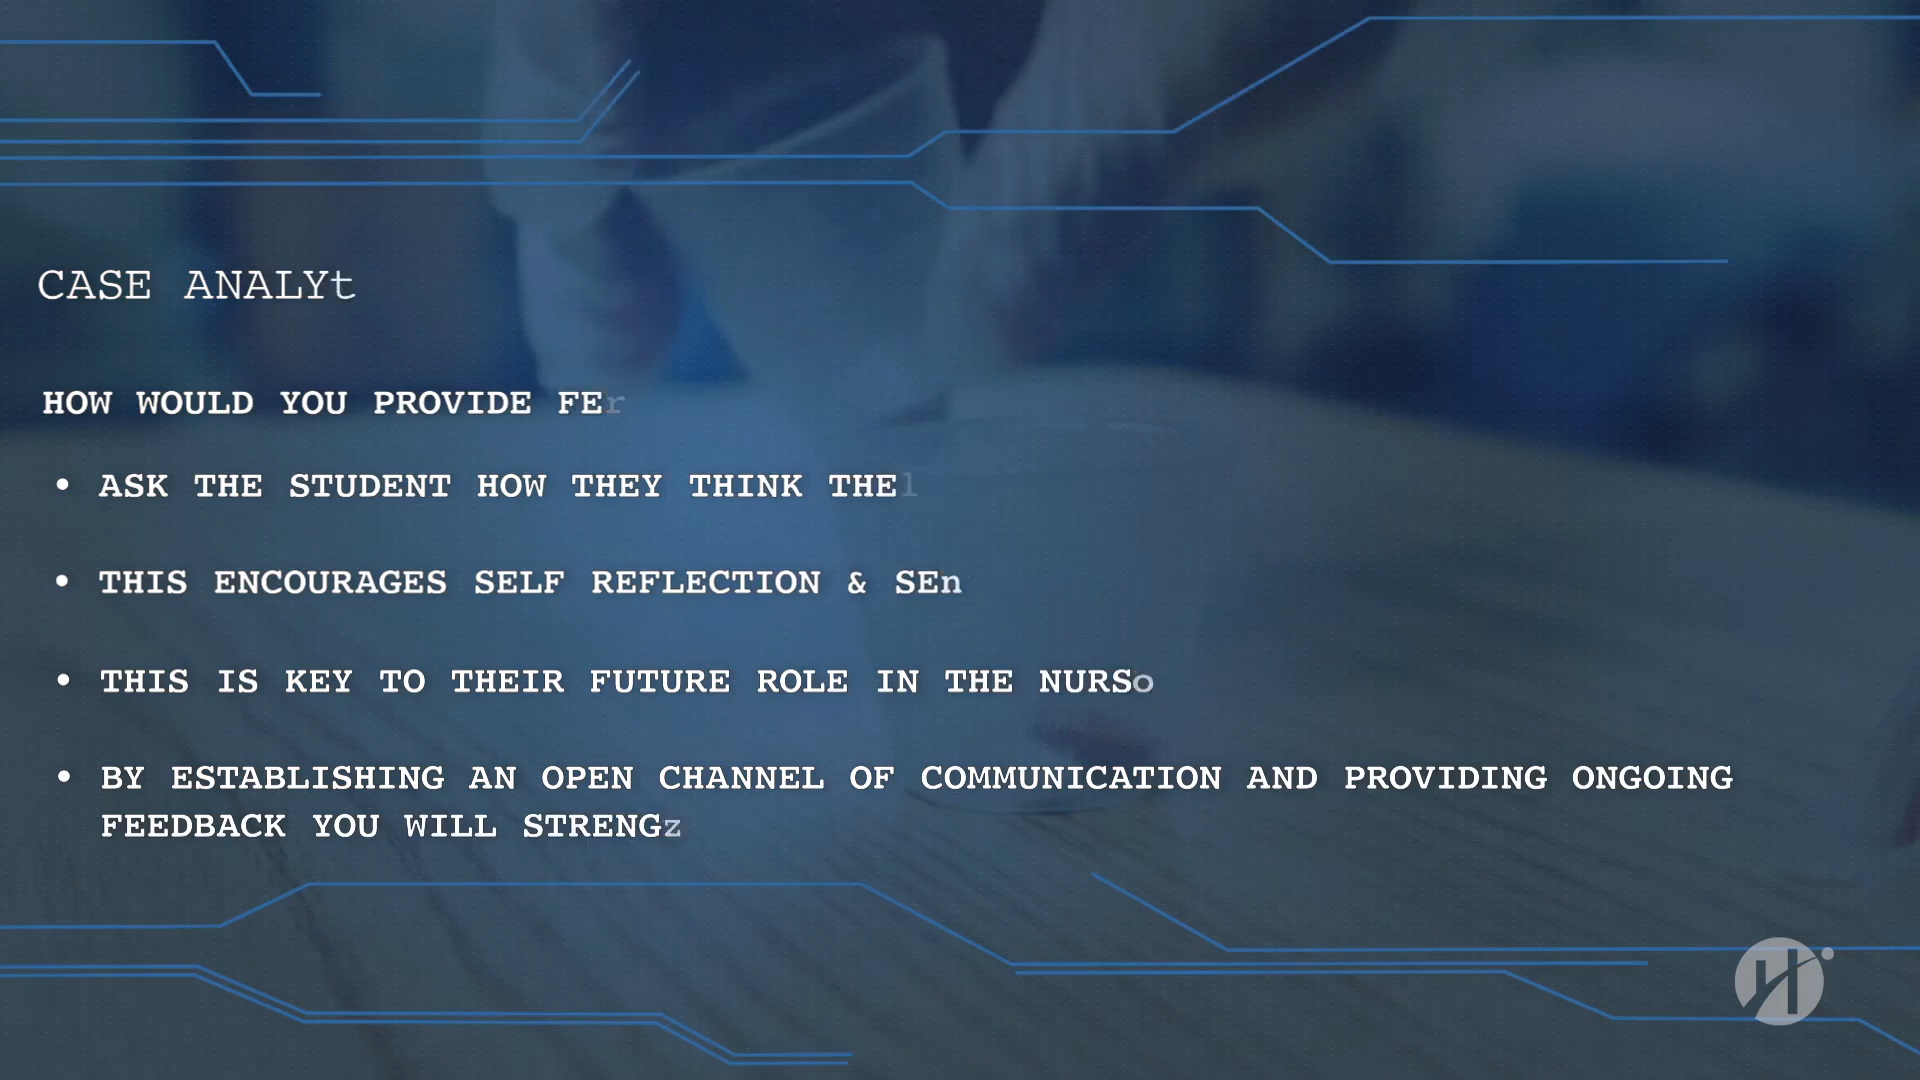 CASE ANALYt
HOW WOULD YOU PROVIDE FEr
• ASK THE STUDENT HOW THEY THINK THEl
• THIS ENCOURAGES SELF REFLECTION & SEn
• THIS IS KEY TO THEIR FUTURE ROLE IN THE NURSo
• BY ESTABLISHING AN OPEN CHANNEL OF COMMUNICATION AND PROVIDING ONGOING
FEEDBACK YOU WILL STRENGz